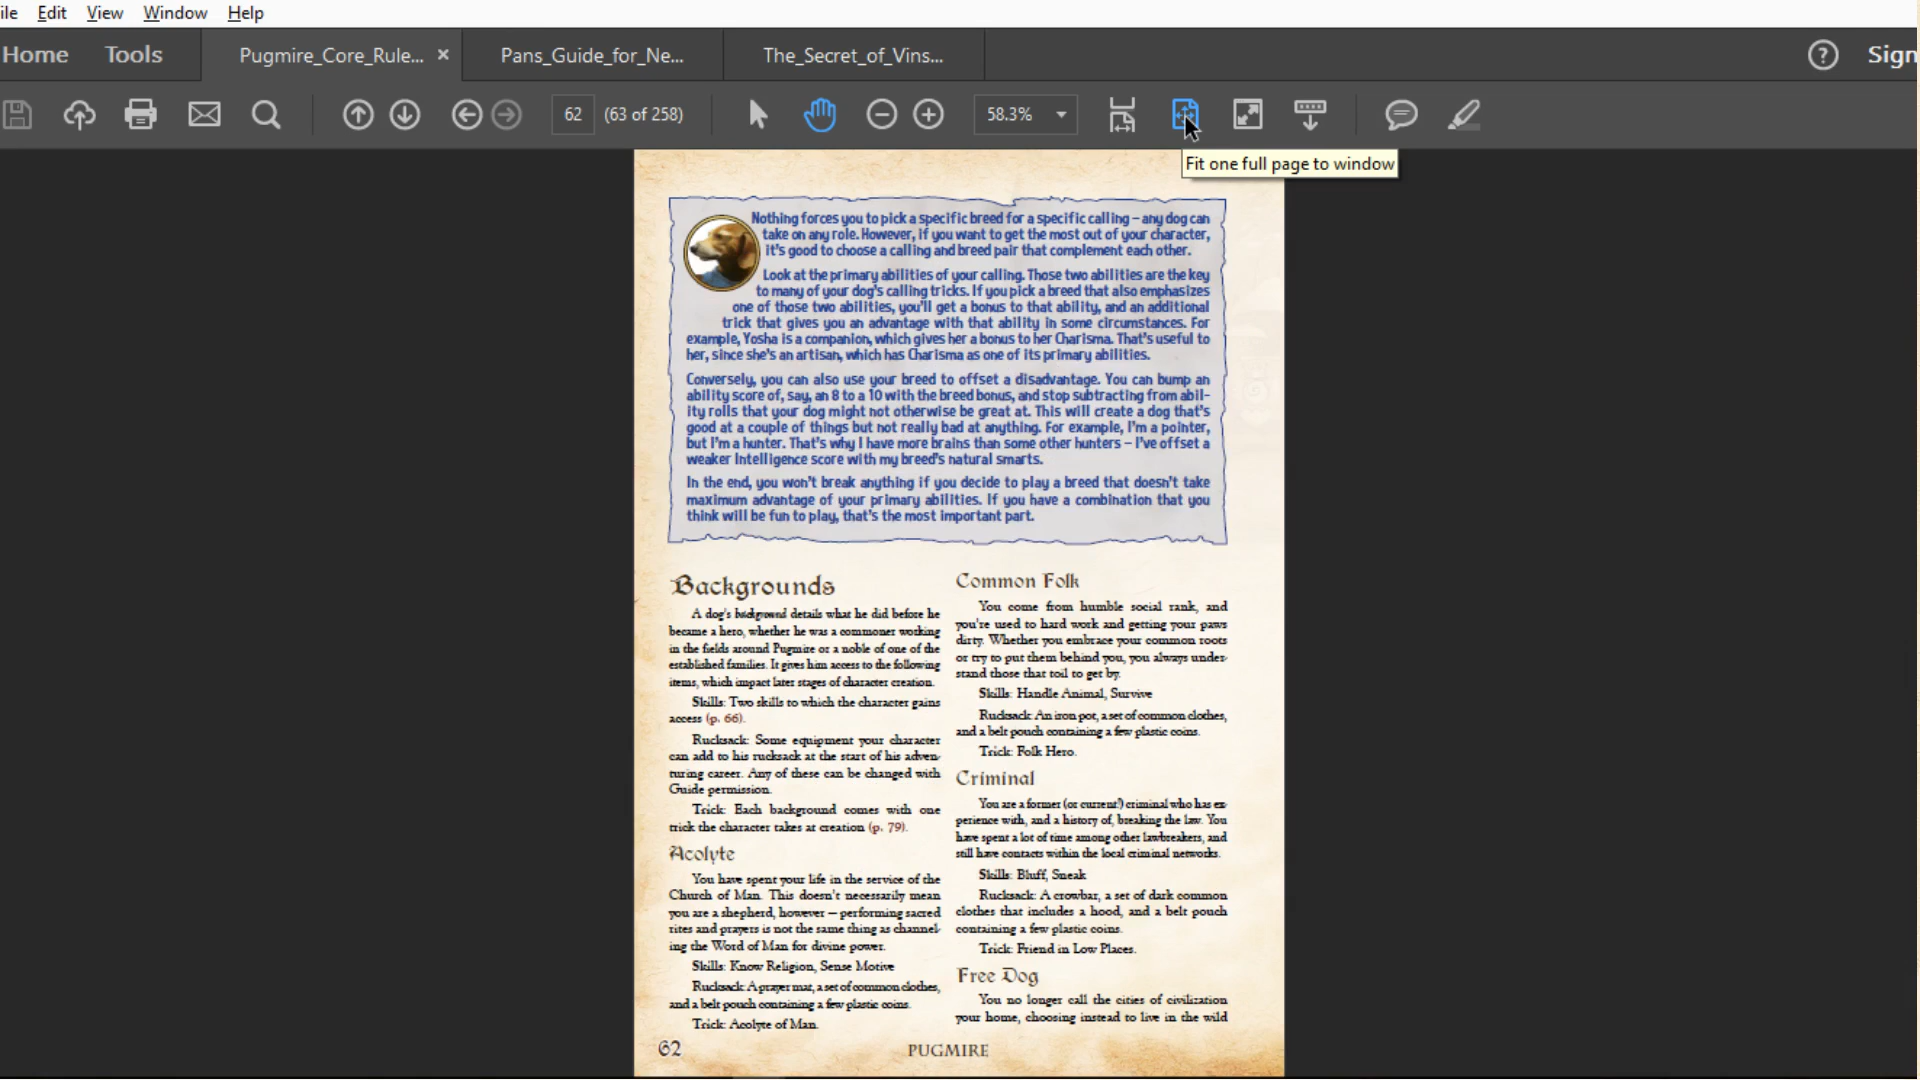 ile Edit View Window Help
Home Tools Pugmire_Core_Rule... × Pans_Guide_for_Ne... The_Secret_of_Vins... ? Sign
62 (63 of 258) 58.3%
Fit one full page to window
Nothing forces you to pick a specific breed for a specific calling – any dog can
take on any role. However, if you want to get the most out of your character,
it's good to choose a calling and breed pair that complement each other.
Look at the primary abilities of your calling. Those two abilities are the key
to many of your dog's calling tricks. If you pick a breed that also emphasizes
one of those two abilities, you'll get a bonus to that ability, and an additional
trick that gives you an advantage with that ability in some circumstances. For
example, Yosha is a companion, which gives her a bonus to her Charisma. That's useful to
her, since she's an artisan, which has Charisma as one of its primary abilities.
Conversely, you can also use your breed to offset a disadvantage. You can bump an
ability score of, say, an 8 to a 10 with the breed bonus, and stop subtracting from abil-
ity rolls that your dog might not otherwise be great at. This will create a dog that's
good at a couple of things but not really bad at anything. For example, I'm a pointer,
but I'm a hunter. That's why I have more brains than some other hunters – I've offset a
weaker Intelligence score with my breed's natural smarts.
In the end, you won't break anything if you decide to play a breed that doesn't take
maximum advantage of your primary abilities. If you have a combination that you
think will be fun to play, that's the most important part.
Backgrounds
A dog's background details what he did before he
became a hero, whether he was a commoner working
in the fields around Pugmire or a noble of one of the
established families. It gives him access to the following
items, which impact later stages of character creation.
Skills: Two skills to which the character gains
access (p. 66).
Rucksack: Some equipment your character
can add to his rucksack at the start of his adven-
turing career. Any of these can be changed with
Guide permission.
Trick: Each background comes with one
trick the character takes at creation (p. 79).
Acolyte
You have spent your life in the service of the
Church of Man. This doesn't necessarily mean
you are a shepherd, however — performing sacred
rites and prayers is not the same thing as channel-
ing the Word of Man for divine power.
Skills: Know Religion, Sense Motive
Rucksack: A prayer mat, a set of common clothes,
and a belt pouch containing a few plastic coins.
Trick: Acolyte of Man.
Common Folk
You come from humble social rank, and
you're used to hard work and getting your paws
dirty. Whether you embrace your common roots
or try to put them behind you, you always under-
stand those that toil to get by.
Skills: Handle Animal, Survive
Rucksack: An iron pot, a set of common clothes,
and a belt pouch containing a few plastic coins.
Trick: Folk Hero.
Criminal
You are a former (or current!) criminal who has ex-
perience with, and a history of, breaking the law. You
have spent a lot of time among other lawbreakers, and
still have contacts within the local criminal networks.
Skills: Bluff, Sneak
Rucksack: A crowbar, a set of dark common
clothes that includes a hood, and a belt pouch
containing a few plastic coins.
Trick: Friend in Low Places.
Free Dog
You no longer call the cities of civilization
your home, choosing instead to live in the wild
62 PUGMIRE